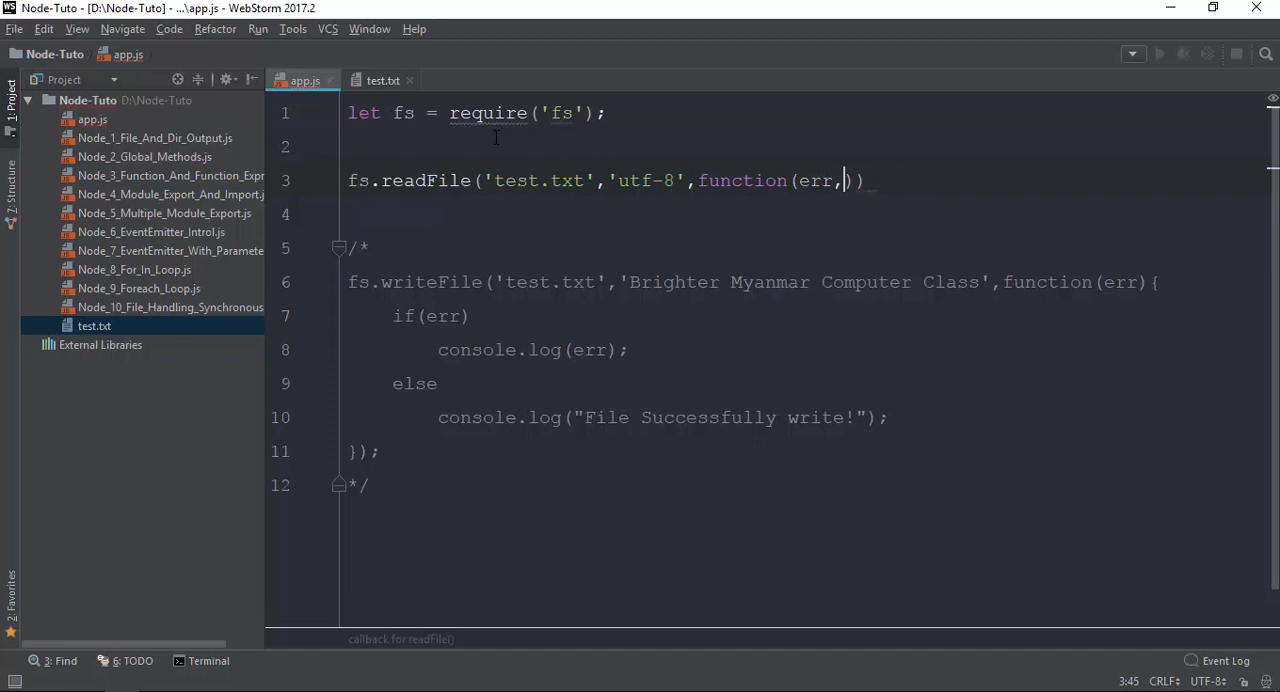 Node-Tuto - [D:\Node-Tuto] - ...\app.js - WebStorm 2017.2
File Edit View Navigate Code Refactor Run Tools VCS Window Help
Node-Tuto app.js
Project app.js test.txt
1: Project
Node-Tuto D:\Node-Tuto
app.js
Node_1_File_And_Dir_Output.js
Node_2_Global_Methods.js
Node_3_Function_And_Function_Expr
Node_4_Module_Export_And_Import.j
Node_5_Multiple_Module_Export.js
Node_6_EventEmitter_Introl.js
Node_7_EventEmitter_With_Paramete
Node_8_For_In_Loop.js
Node_9_Foreach_Loop.js
Node_10_File_Handling_Synchronous
test.txt
External Libraries
7: Structure
2: Favorites
1 let fs = require('fs');
2
3 fs.readFile('test.txt','utf-8',function(err,))
4
5 /*
6 fs.writeFile('test.txt','Brighter Myanmar Computer Class',function(err){
7 if(err)
8 console.log(err);
9 else
10 console.log("File Successfully write!");
11 });
12 */
callback for readFile()
3: Find 6: TODO Terminal Event Log
3:45 CRLF UTF-8